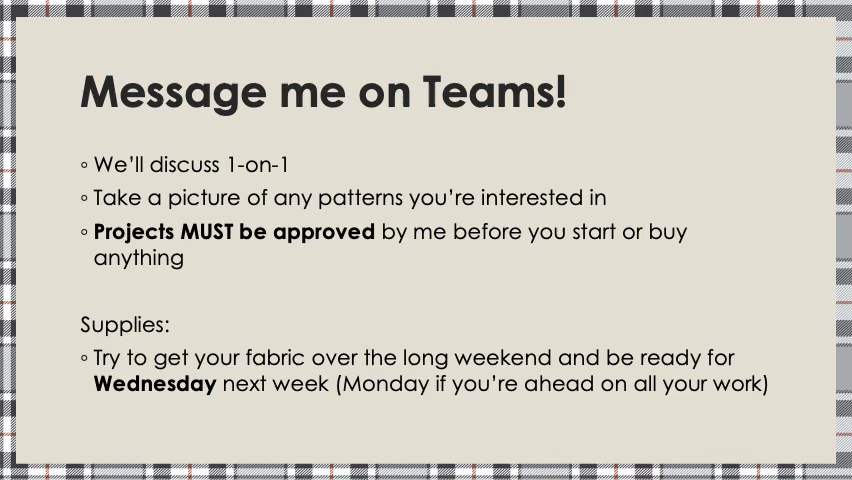 Message me on Teams!
◦ We’ll discuss 1-on-1
◦ Take a picture of any patterns you’re interested in
◦ Projects MUST be approved by me before you start or buy
anything
Supplies:
◦ Try to get your fabric over the long weekend and be ready for
Wednesday next week (Monday if you’re ahead on all your work)